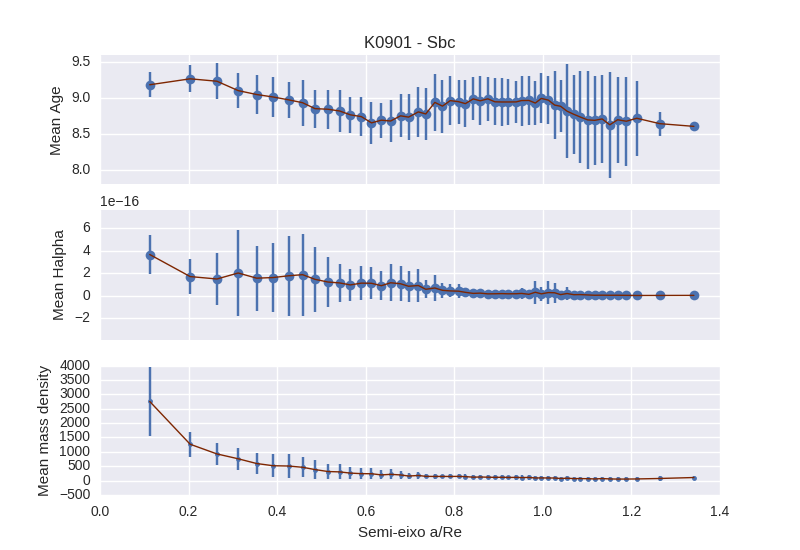 K0901 - Sbc
9.5
9.0
8.5
8.0
Mean Age
1e−16
6
4
2
0
−2
Mean Halpha
4000
3500
3000
2500
2000
1500
1000
500
0
−500
Mean mass density
0.0 0.2 0.4 0.6 0.8 1.0 1.2 1.4
Semi-eixo a/Re